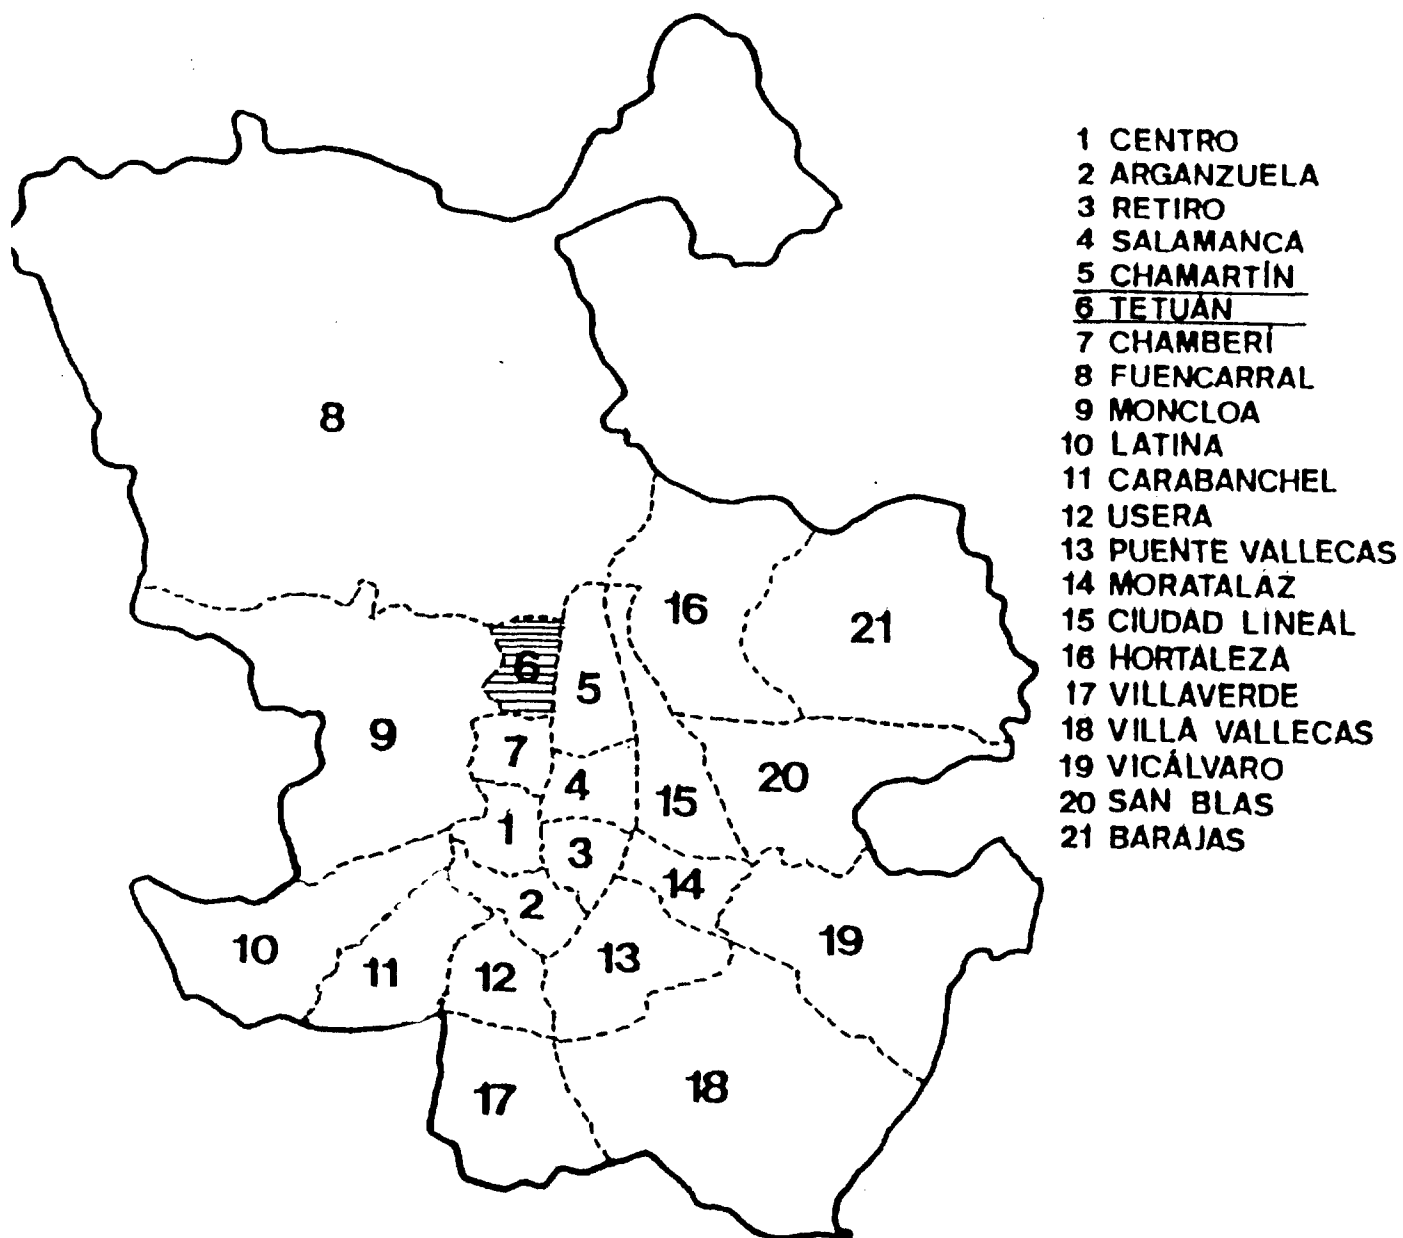 1 CENTRO
2 ARGANZUELA
3 RETIRO
4 SALAMANCA
5 CHAMARTÍN
6 TETUÁN
7 CHAMBERÍ
8 FUENCARRAL
9 MONCLOA
10 LATINA
11 CARABANCHEL
12 USERA
13 PUENTE VALLECAS
14 MORATALAZ
15 CIUDAD LINEAL
16 HORTALEZA
17 VILLAVERDE
18 VILLA VALLECAS
19 VICÁLVARO
20 SAN BLAS
21 BARAJAS
8
16
21
6
5
9
7
4
20
15
1
3
14
2
10
11
12
13
19
17
18